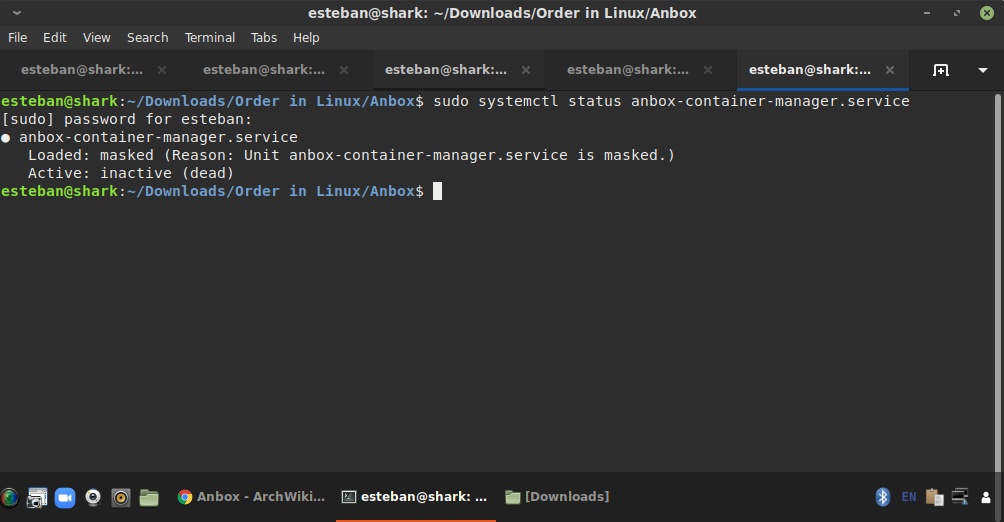 esteban@shark: ~/Downloads/Order in Linux/Anbox
File Edit View Search Terminal Tabs Help
esteban@shark:... esteban@shark:... esteban@shark:... esteban@shark:... esteban@shark:...
esteban@shark:~/Downloads/Order in Linux/Anbox$ sudo systemctl status anbox-container-manager.service
[sudo] password for esteban:
● anbox-container-manager.service
Loaded: masked (Reason: Unit anbox-container-manager.service is masked.)
Active: inactive (dead)
esteban@shark:~/Downloads/Order in Linux/Anbox$
Anbox - ArchWiki... esteban@shark: ... [Downloads] EN